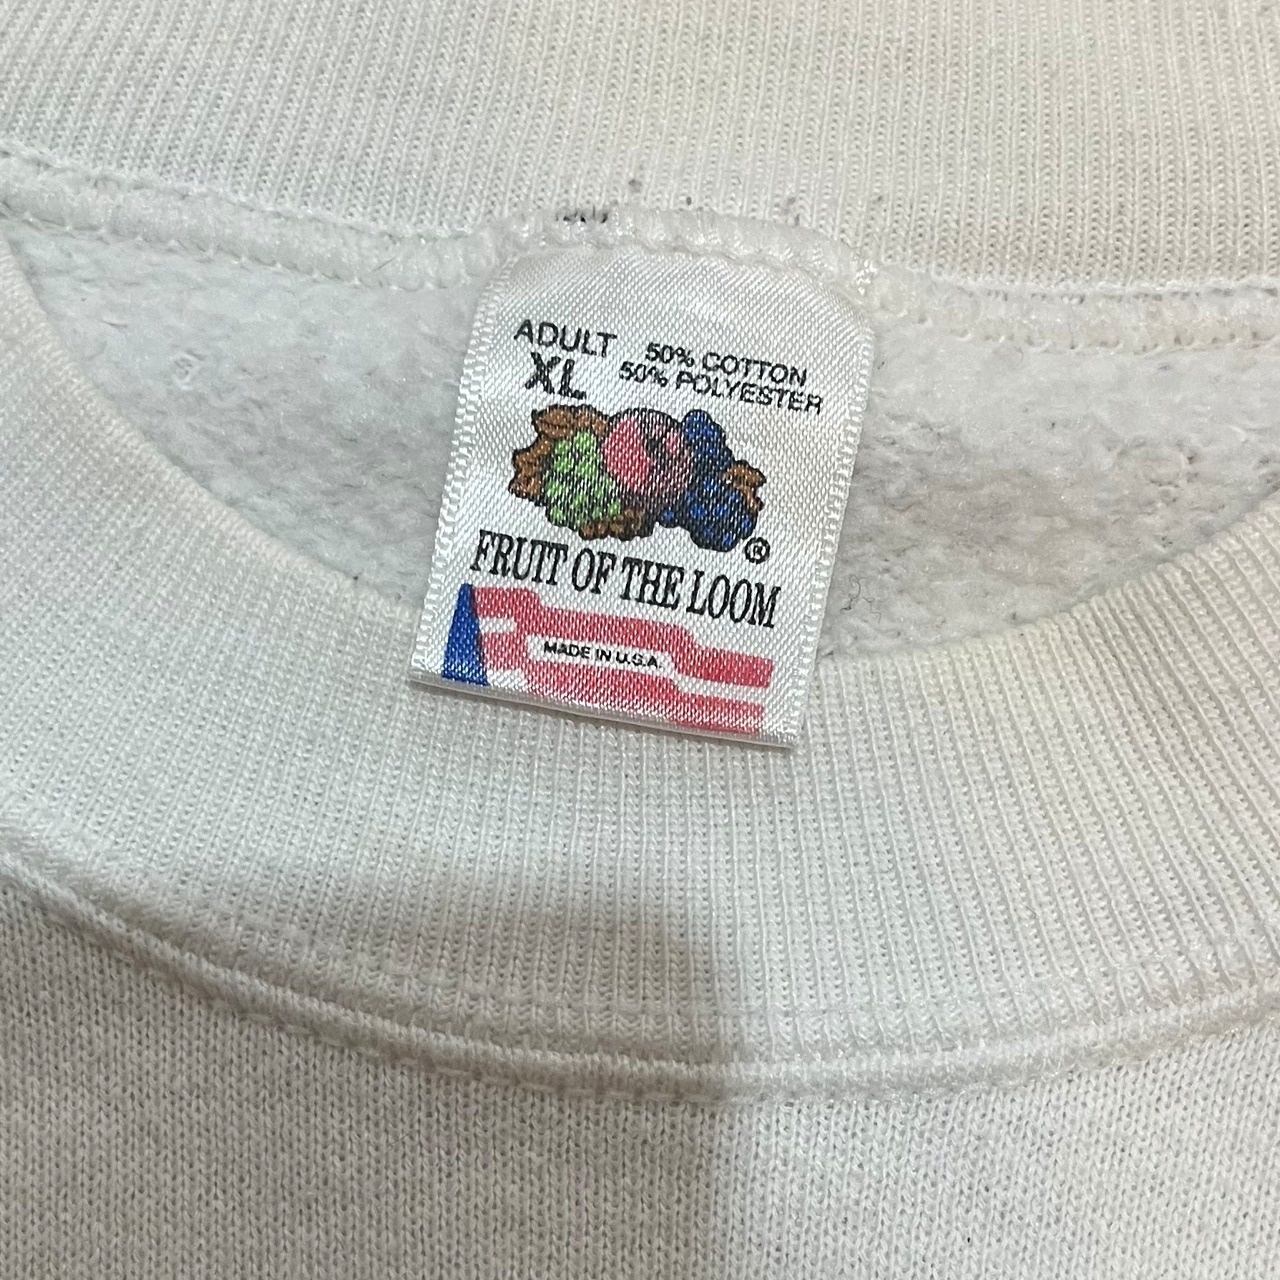 ADULT
XL
50% COTTON
50% POLYESTER
®
FRUIT OF THE LOOM
MADE IN U.S.A.